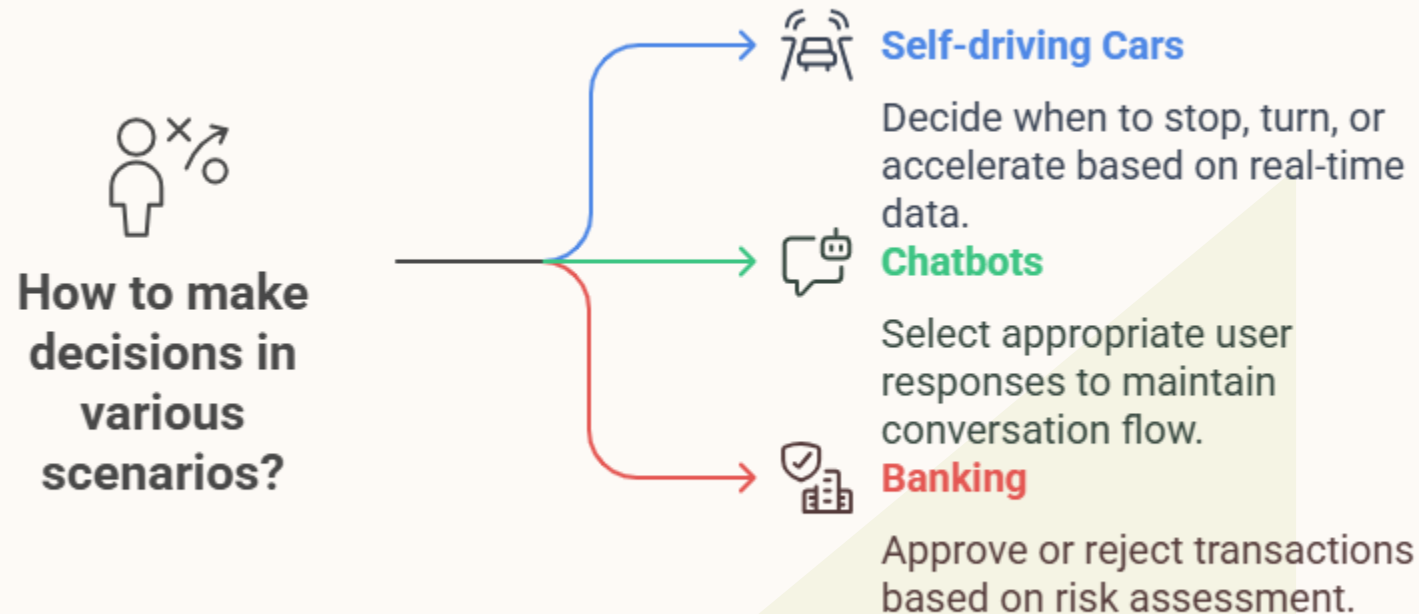 How to make
decisions in
various
scenarios?
Self-driving Cars
Decide when to stop, turn, or
accelerate based on real-time
data.
Chatbots
Select appropriate user
responses to maintain
conversation flow.
Banking
Approve or reject transactions
based on risk assessment.